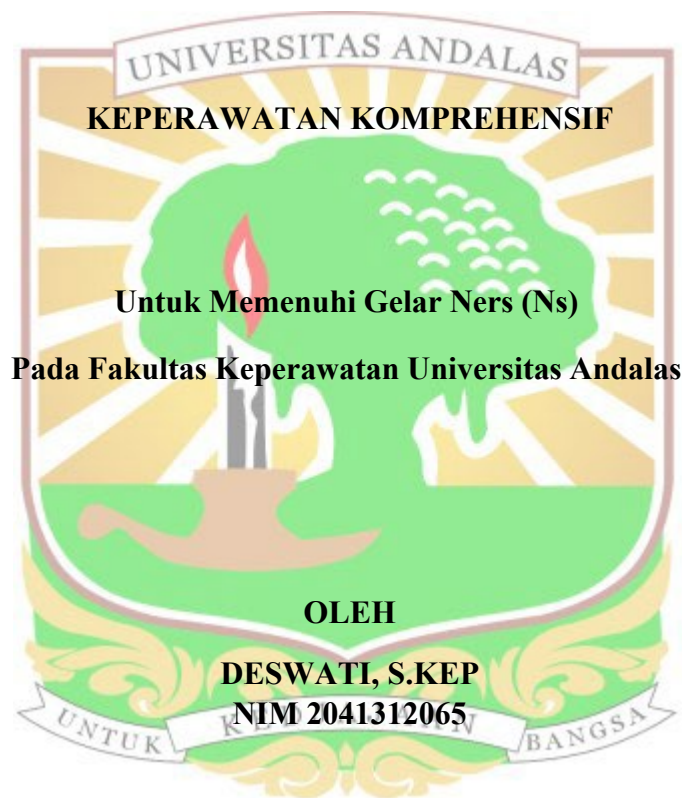 UNIVERSITAS ANDALAS
KEPERAWATAN KOMPREHENSIF
Untuk Memenuhi Gelar Ners (Ns)
Pada Fakultas Keperawatan Universitas Andalas
OLEH
DESWATI, S.KEP
NIM 2041312065
UNTUK BANGSA